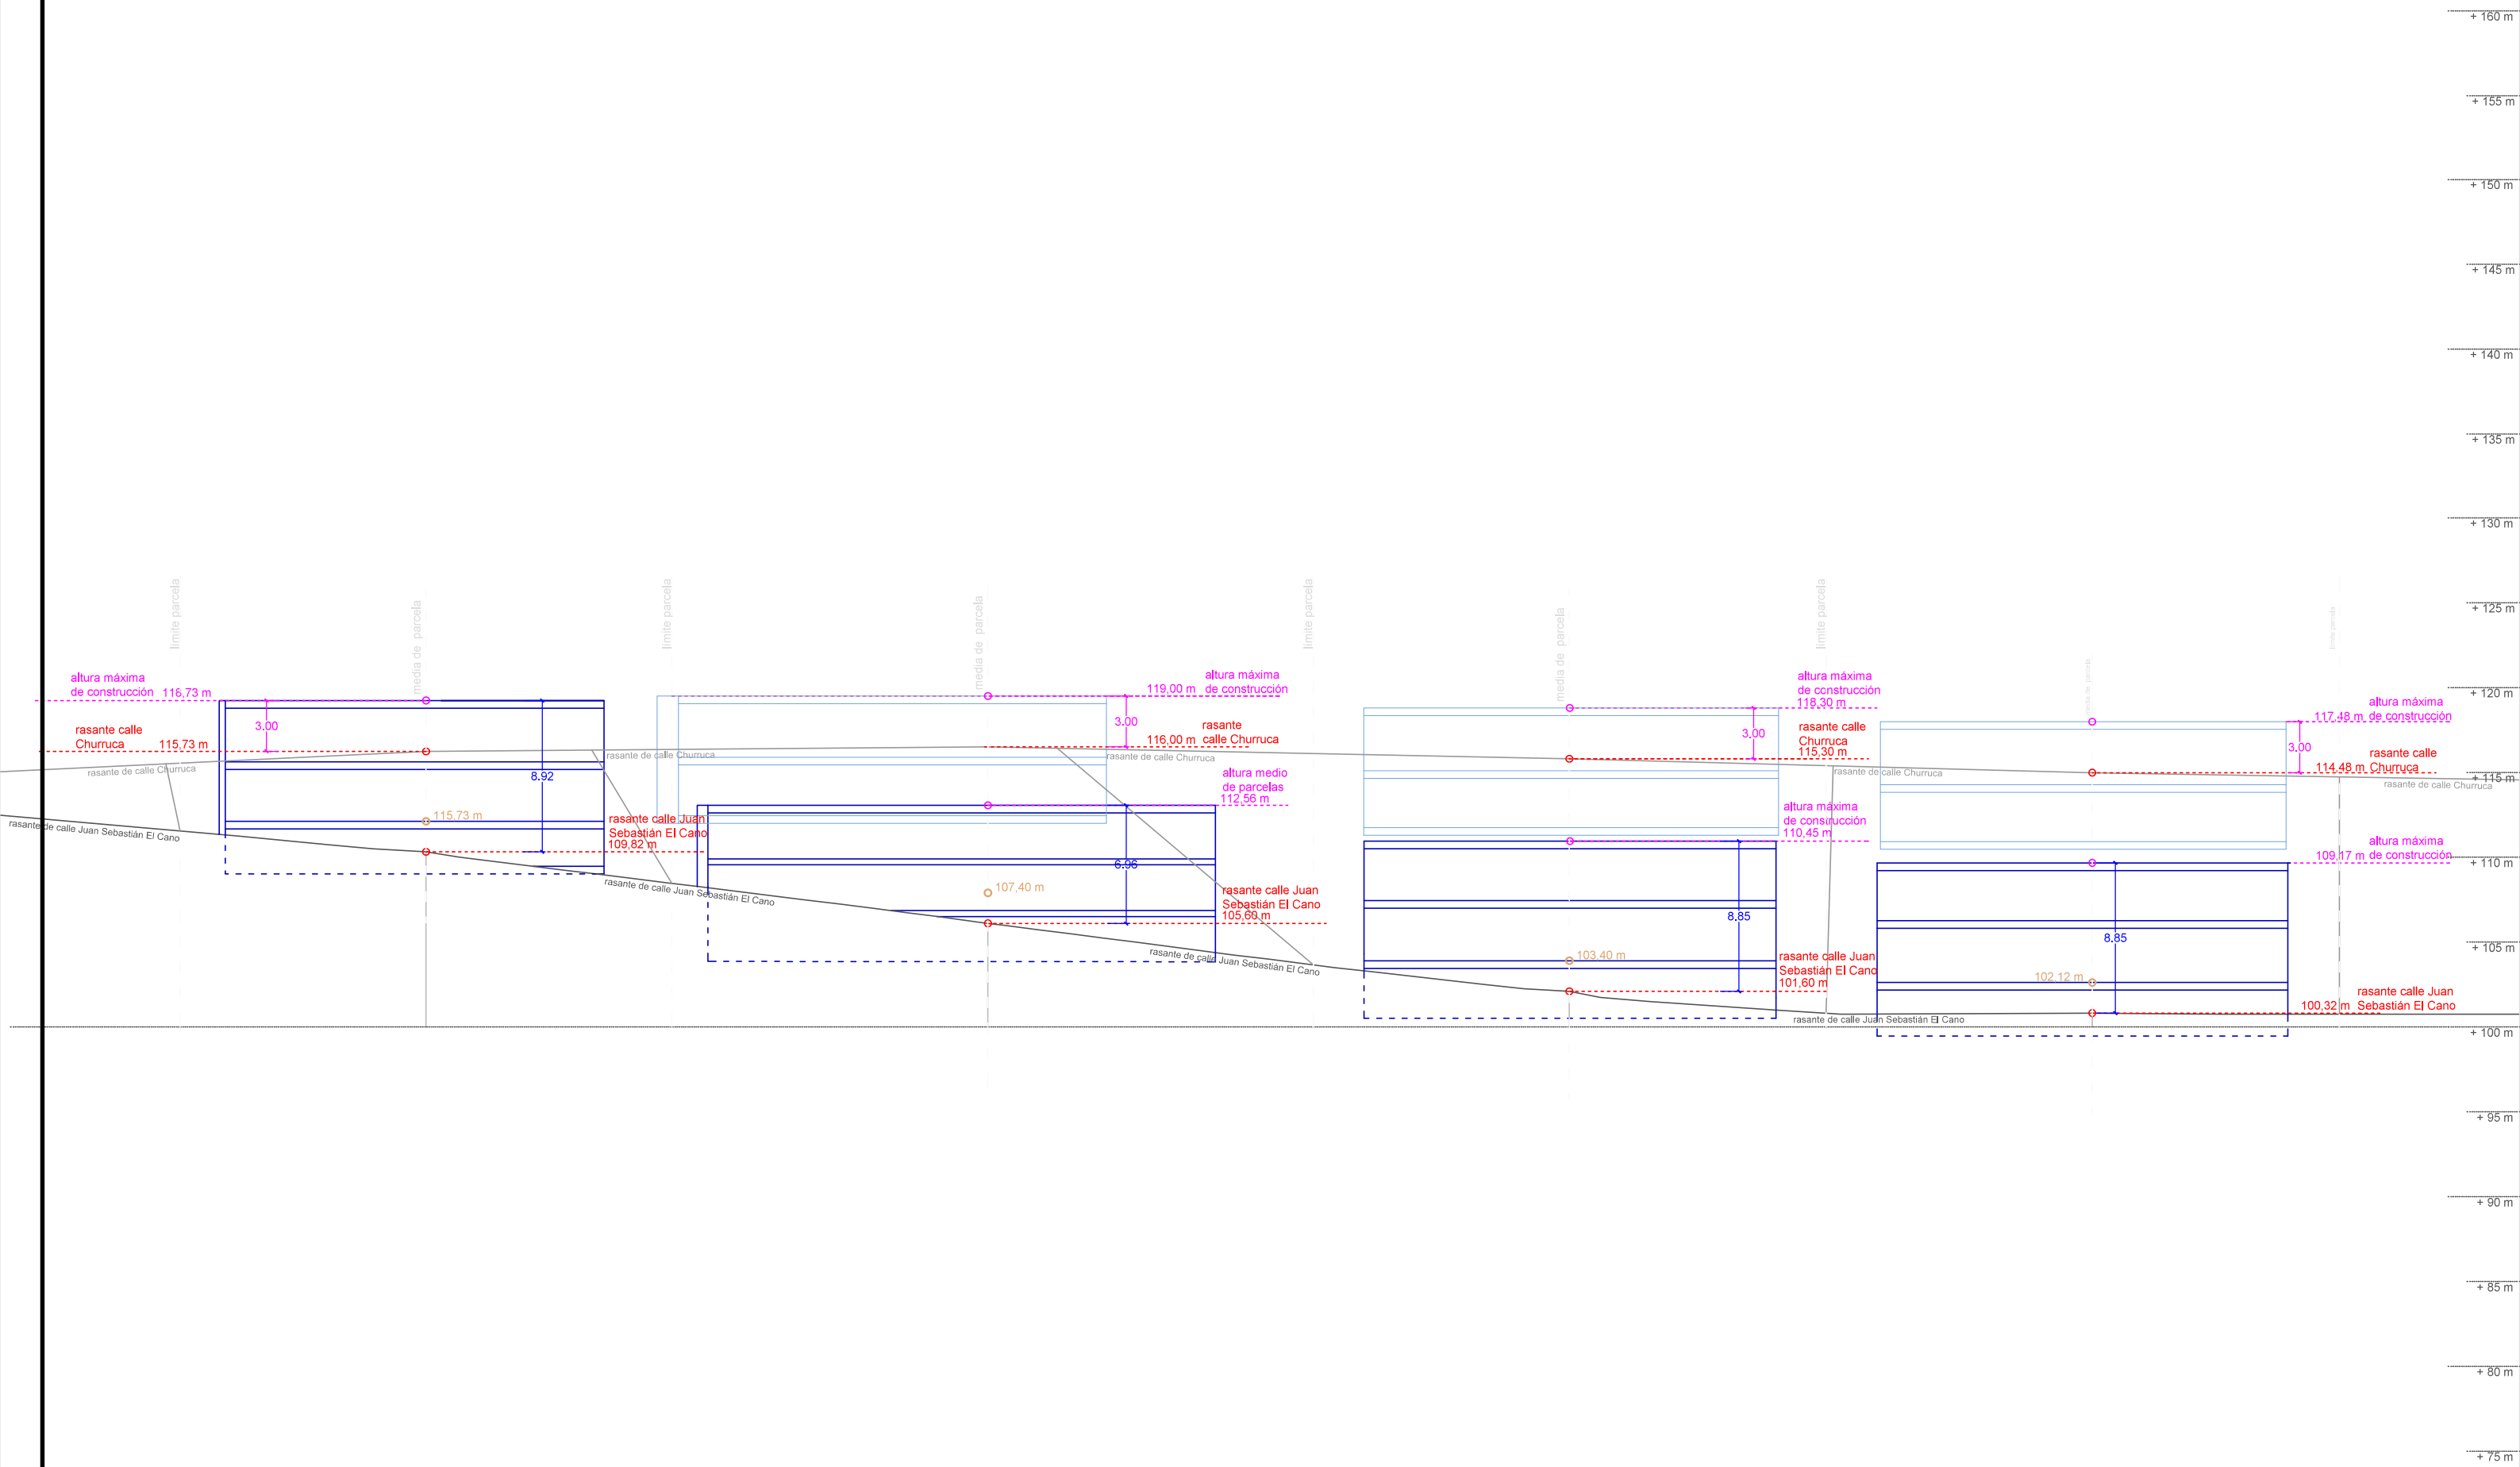 + 160 m
+ 155 m
+ 150 m
+ 145 m
+ 140 m
+ 135 m
+ 130 m
+ 125 m
+ 120 m
+ 115 m
+ 110 m
+ 105 m
+ 100 m
+ 95 m
+ 90 m
+ 85 m
+ 80 m
+ 75 m
límite parcela
media de parcela
límite parcela
media de parcela
límite parcela
media de parcela
límite parcela
media de parcela
límite parcela
altura máxima
de construcción 118,73 m
3.00
rasante calle
Churruca 115,73 m
rasante de calle Churruca
rasante de calle Juan Sebastián El Cano
8.92
115,73 m
rasante calle Juan
Sebastián El Cano
109,82 m
rasante de calle Churruca
rasante de calle Juan Sebastián El Cano
altura máxima
119,00 m de construcción
3.00
rasante
116,00 m calle Churruca
rasante de calle Churruca
altura medio
de parcelas
112,56 m
6.96
107,40 m
rasante calle Juan
Sebastián El Cano
105,60 m
rasante de calle Juan Sebastián El Cano
altura máxima
de construcción
118,30 m
3.00
rasante calle
Churruca
115,30 m
rasante de calle Churruca
altura máxima
de construcción
110,45 m
8.85
103.40 m
rasante calle Juan
Sebastián El Cano
101,60 m
rasante de calle Juan Sebastián El Cano
altura máxima
117,48 m de construcción
3.00
rasante calle
114,48 m Churruca
rasante de calle Churruca
altura máxima
109,17 m de construcción
8.85
102,12 m
rasante calle Juan
100,32 m Sebastián El Cano